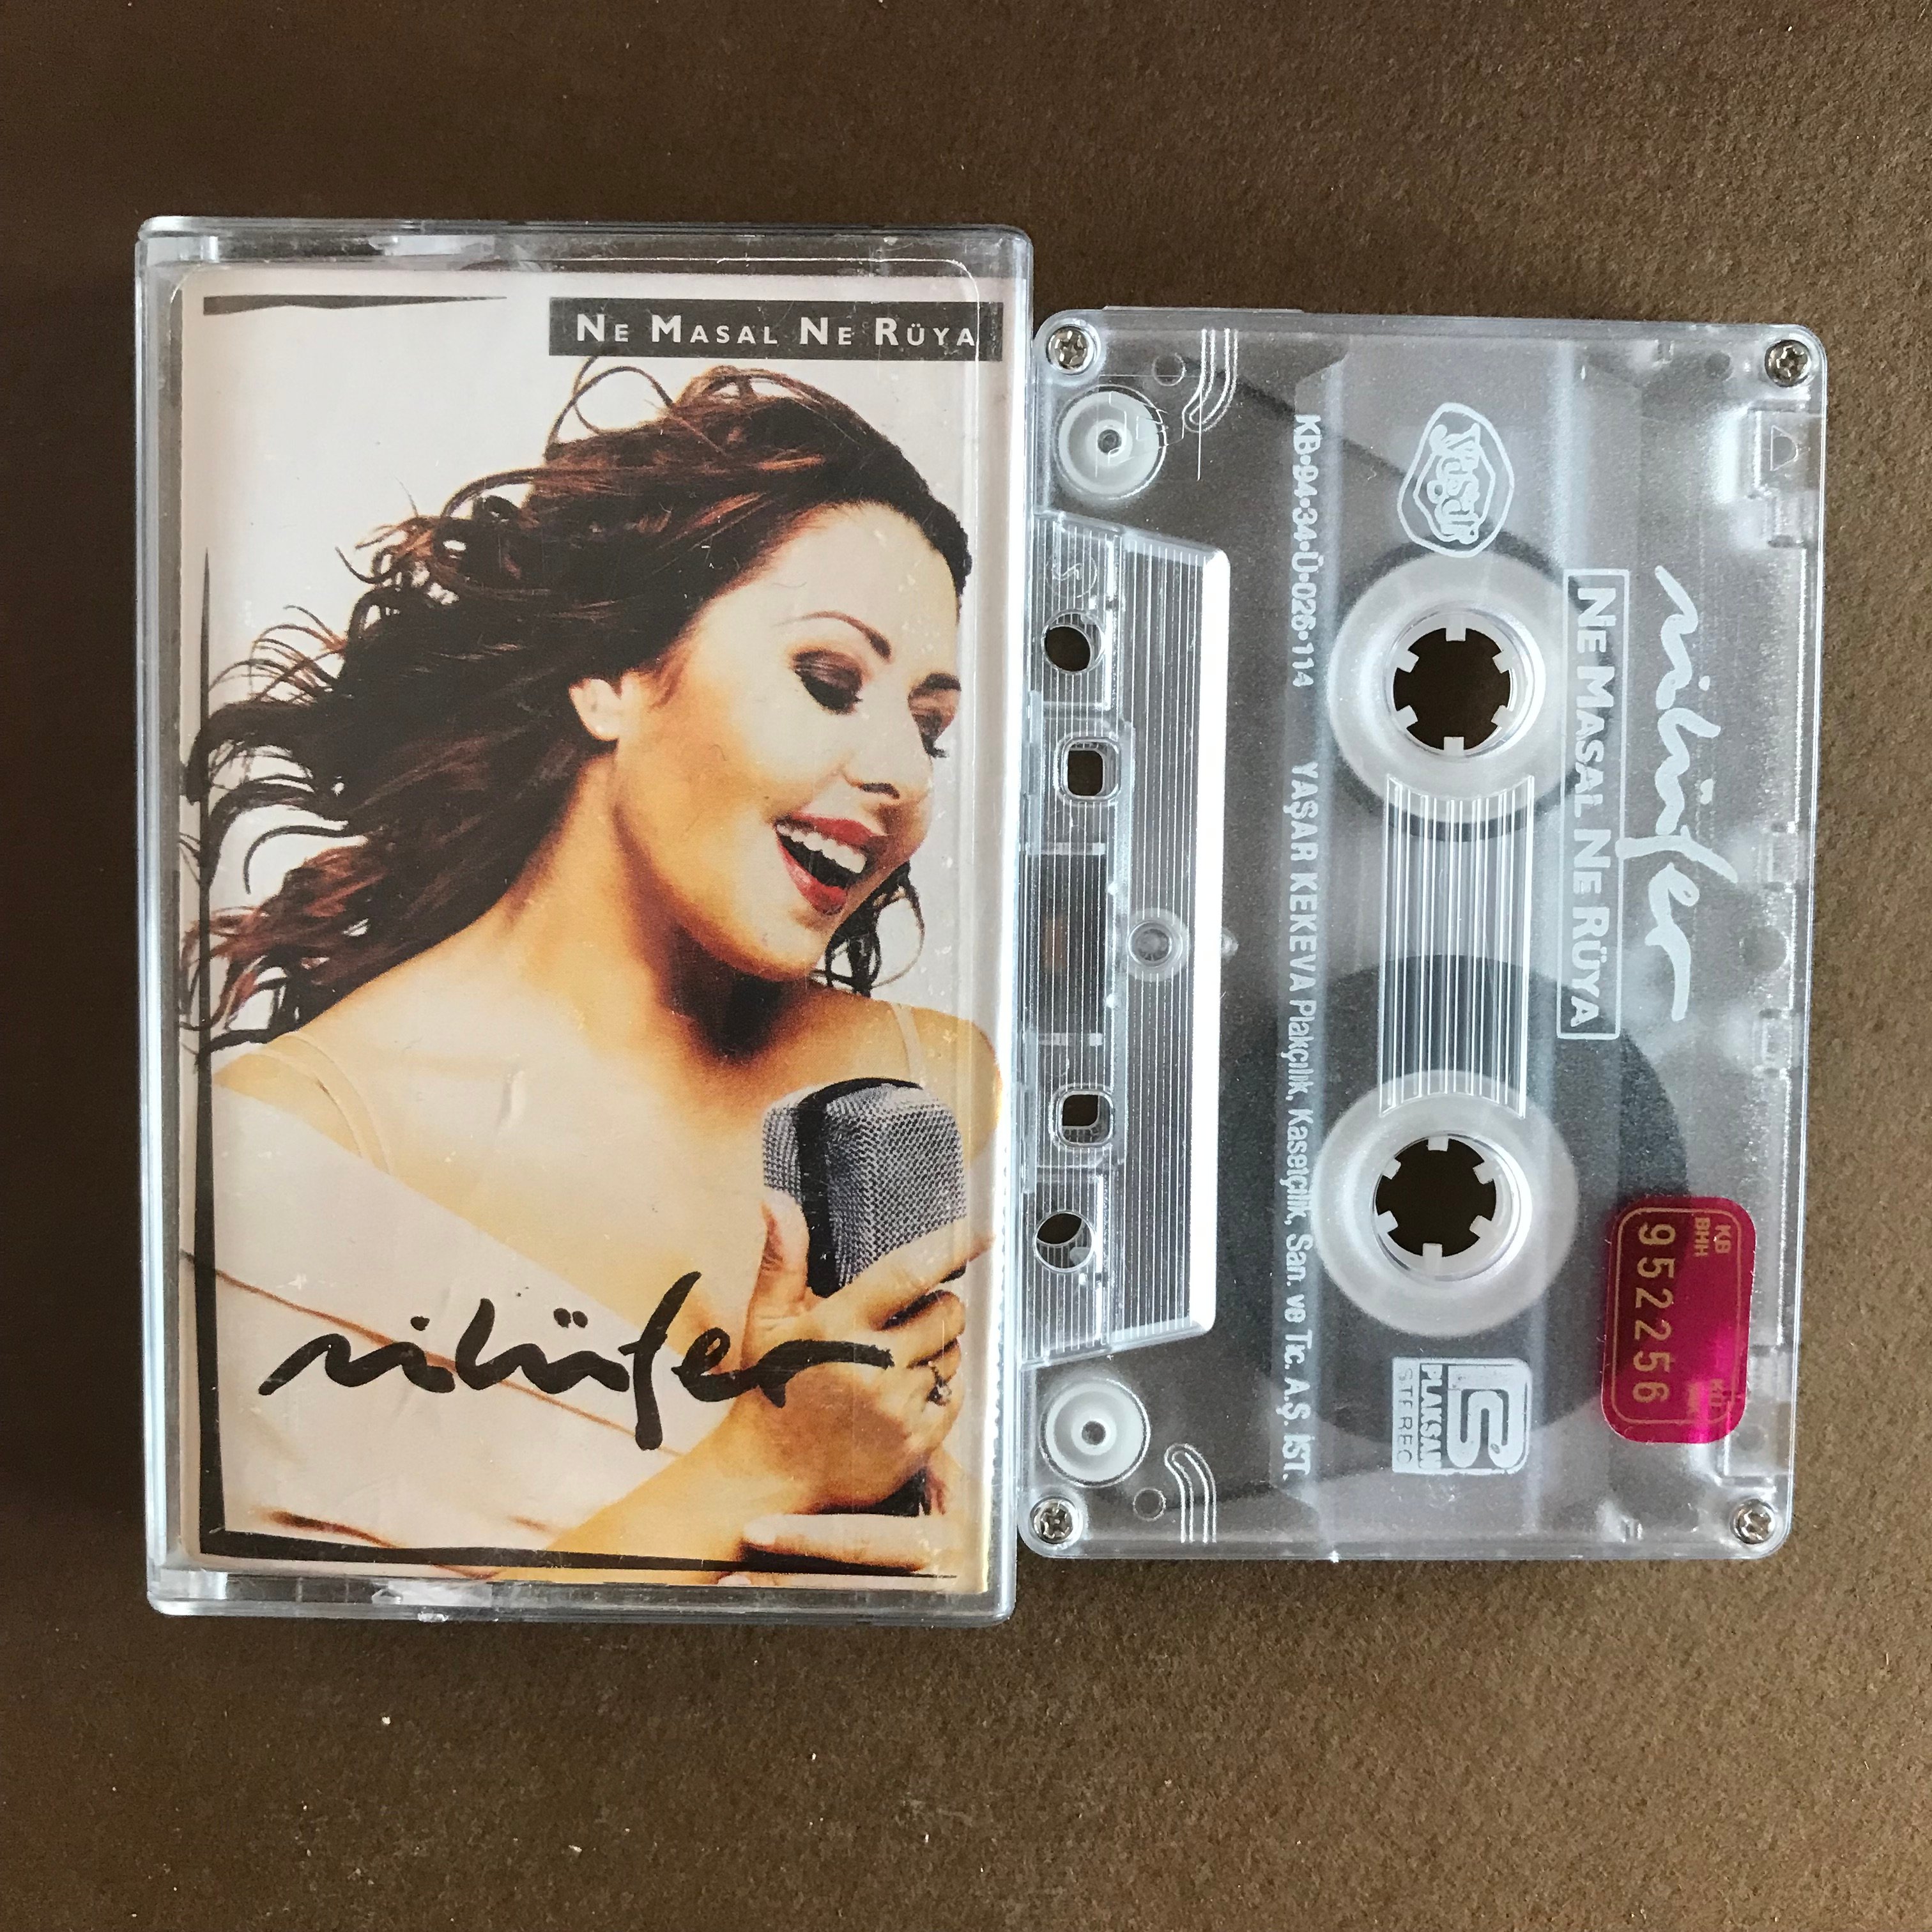 NE MASAL NE RÜYA
nilüfer
nilüfer
NE MASAL NE RÜYA
Yaşar
KB•94•34•Ü•026•114 YAŞAR KEKEVA Plakçılık, Kasetçilik, San. ve Tic. A.Ş. İST.
PLAKSAN
STEREO
KB
952256